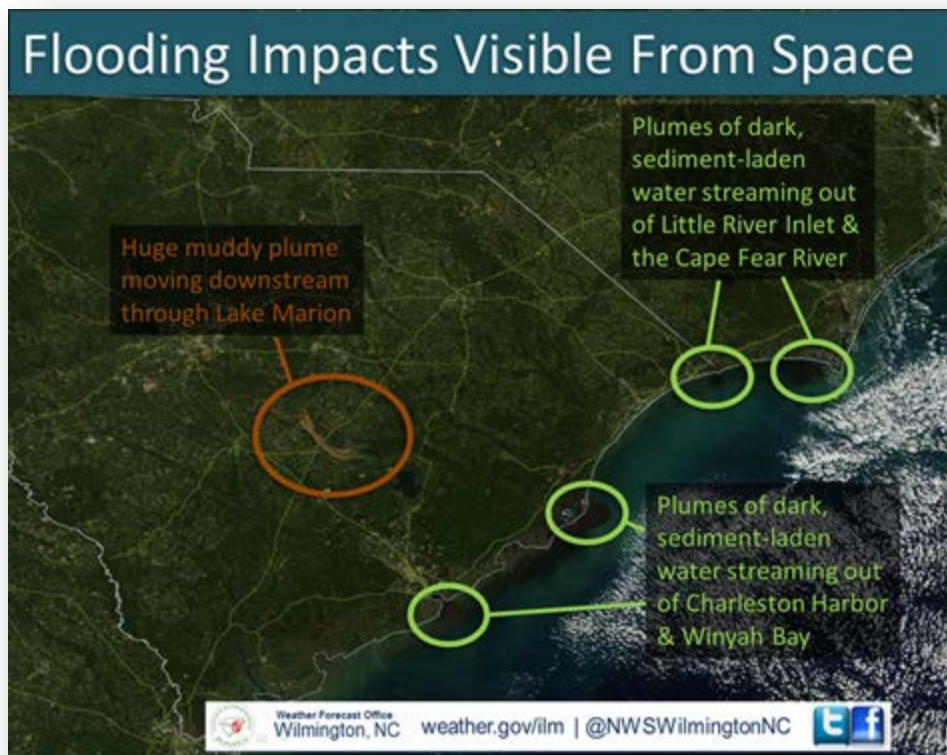 Flooding Impacts Visible From Space
Plumes of dark,
sediment-laden
water streaming out
of Little River Inlet &
the Cape Fear River
Huge muddy plume
moving downstream
through Lake Marion
Plumes of dark,
sediment-laden
water streaming out
of Charleston Harbor
& Winyah Bay
Weather Forecast Office
Wilmington, NC
weather.gov/ilm | @NWSWilmingtonNC